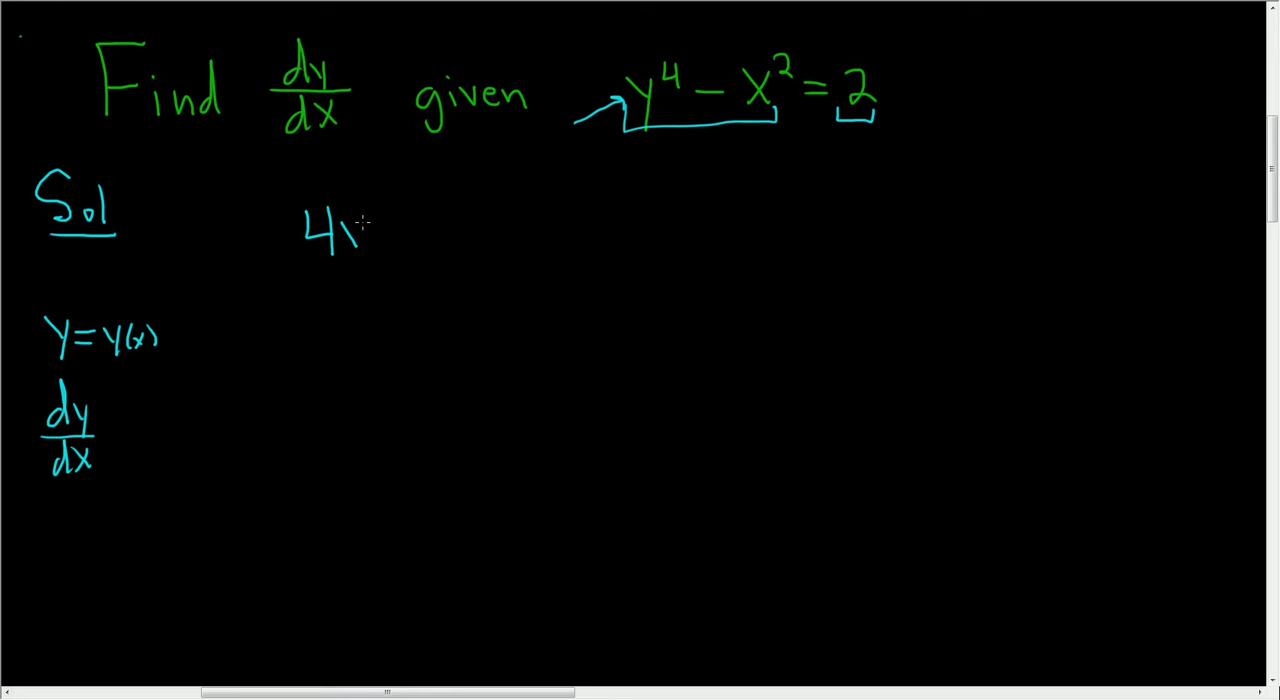 Find dy/dx given y⁴ − x² = 2
Sol
4
y = y(x)
dy/dx